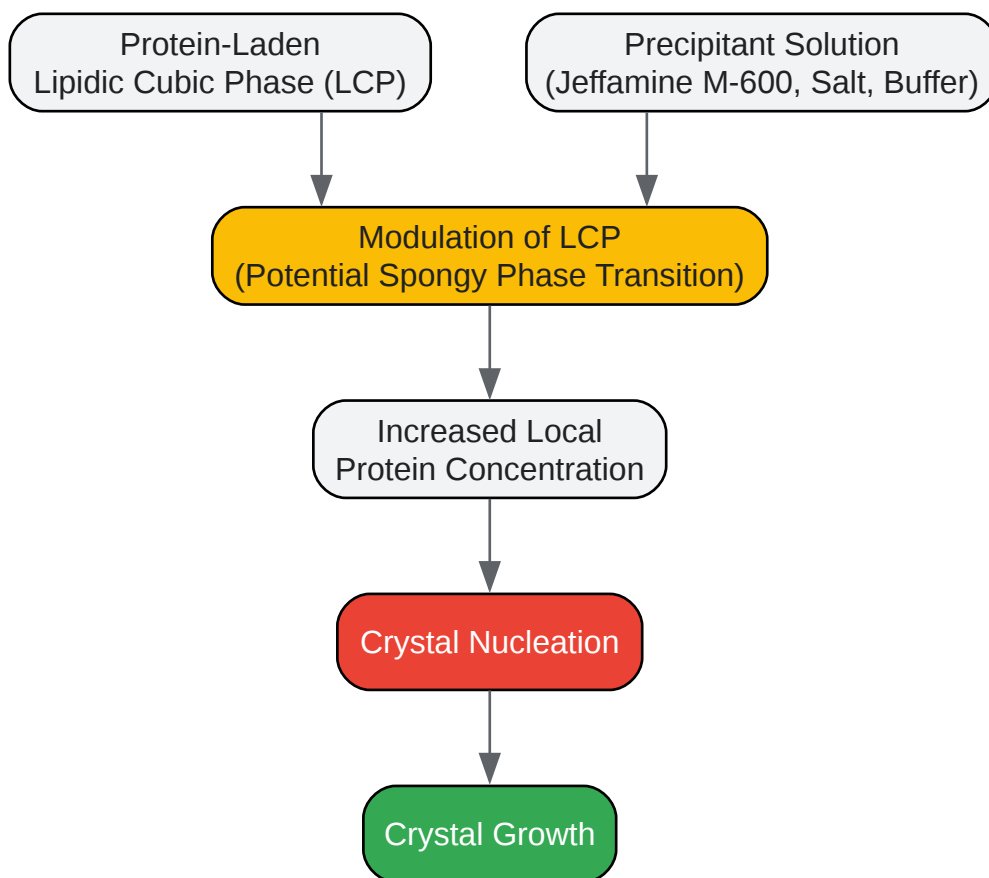 Protein-Laden
Lipidic Cubic Phase (LCP)
Precipitant Solution
(Jeffamine M-600, Salt, Buffer)
Modulation of LCP
(Potential Spongy Phase Transition)
Increased Local
Protein Concentration
Crystal Nucleation
Crystal Growth